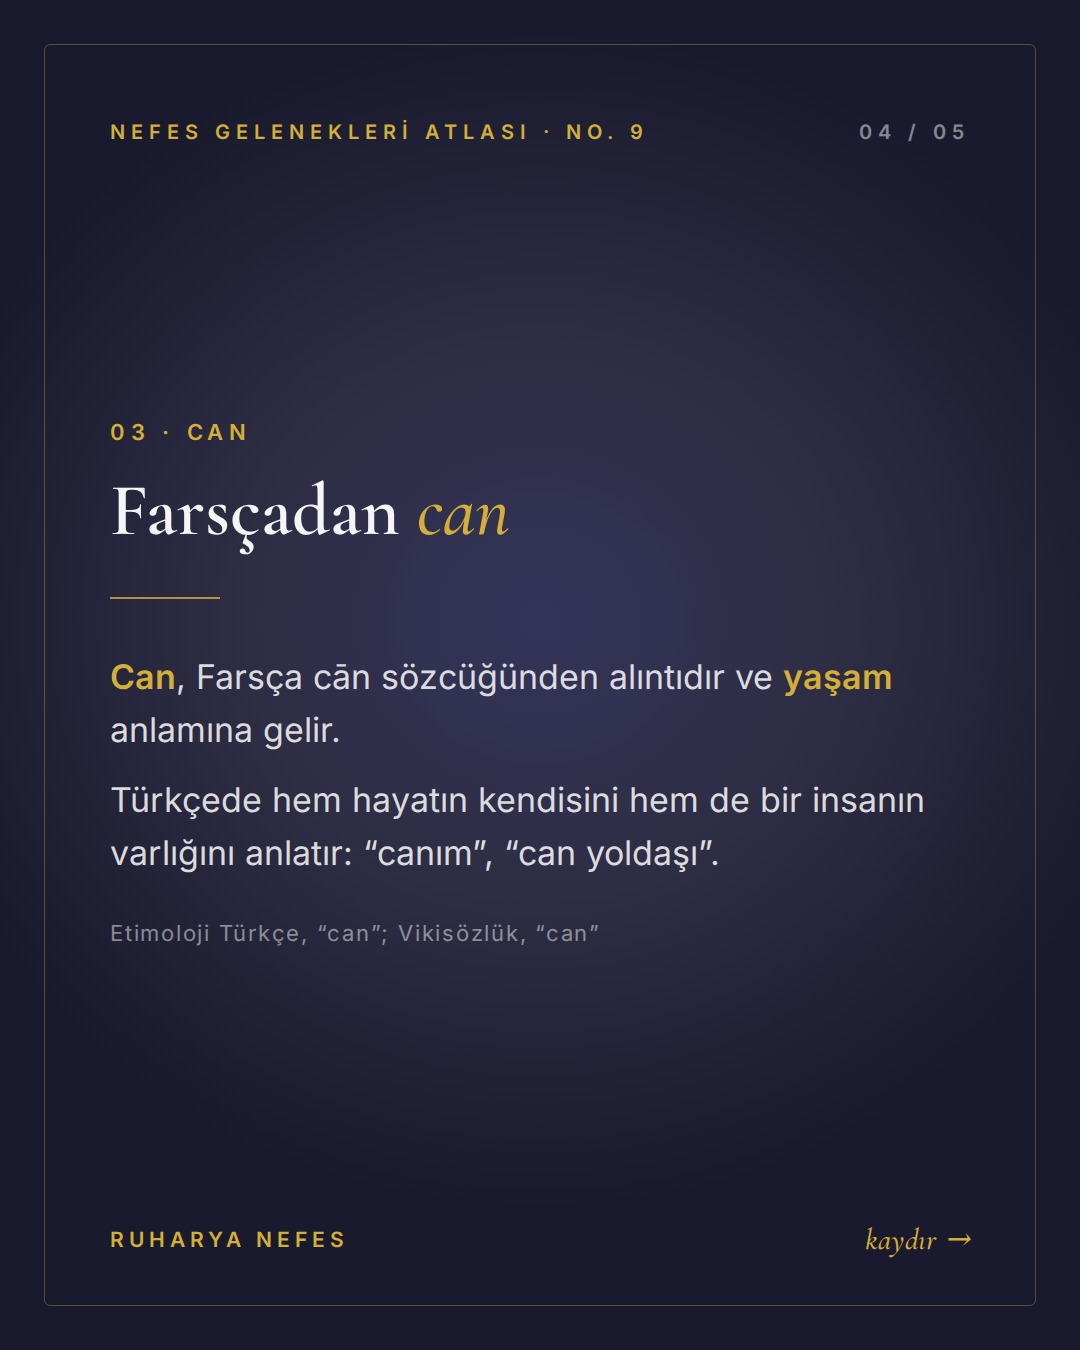 NEFES GELENEKLERİ ATLASI · NO. 9
04 / 05
03 · CAN
Farsçadan can
Can, Farsça cān sözcüğünden alıntıdır ve yaşam
anlamına gelir.
Türkçede hem hayatın kendisini hem de bir insanın
varlığını anlatır: “canım”, “can yoldaşı”.
Etimoloji Türkçe, “can”; Vikisözlük, “can”
RUHARYA NEFES
kaydır →